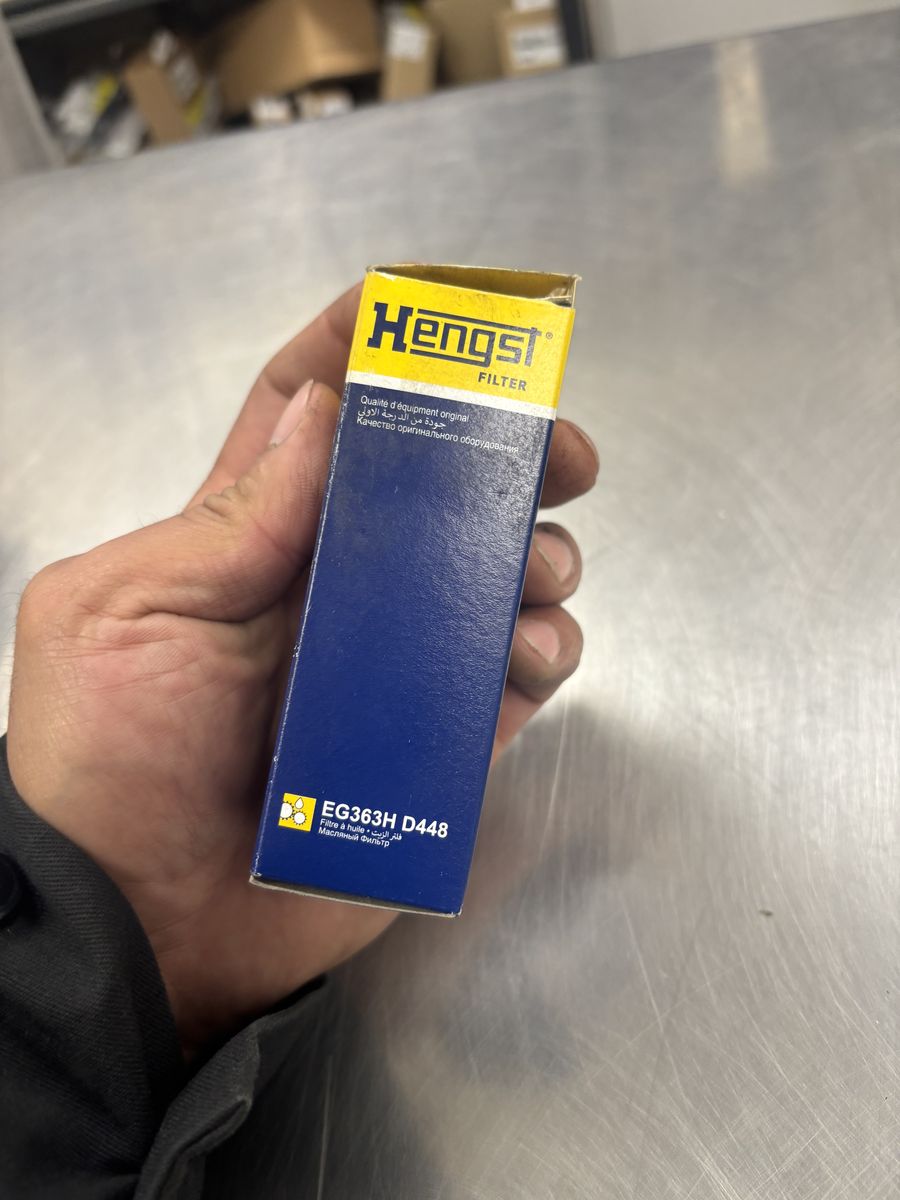 Hengst®
FILTER
Qualité d'équipment original
جودة من الدرجة الاولى
Качество оригинального оборудования
EG363H D448
Filtre à huile • فلتر الزيت
Масляный Фильтр